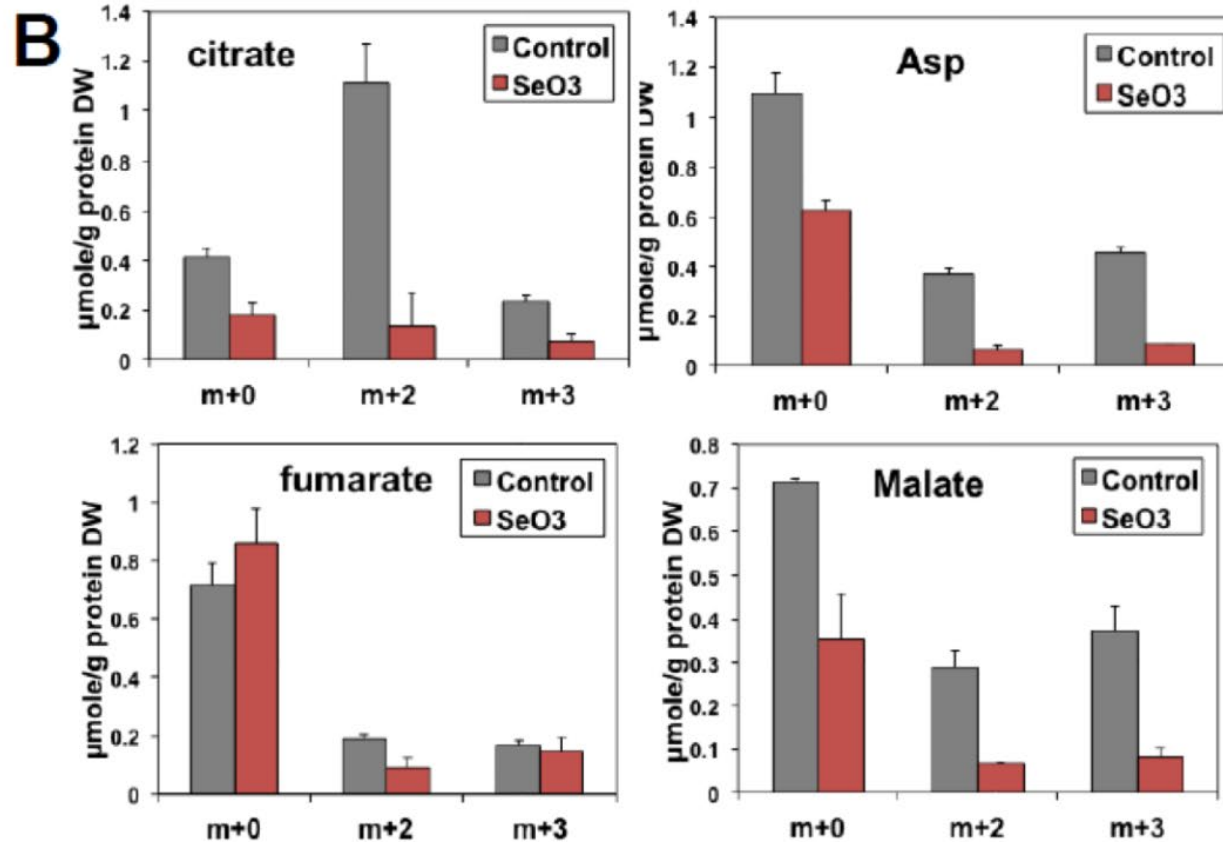 B
citrate
Control
SeO3
µmole/g protein DW
1.4
1.2
1
0.8
0.6
0.4
0.2
0
m+0 m+2 m+3
Asp
Control
SeO3
µmole/g protein DW
1.4
1.2
1
0.8
0.6
0.4
0.2
0
m+0 m+2 m+3
fumarate
Control
SeO3
µmole/g protein DW
1.2
1
0.8
0.6
0.4
0.2
0
m+0 m+2 m+3
Malate
Control
SeO3
µmole/g protein DW
0.8
0.7
0.6
0.5
0.4
0.3
0.2
0.1
0
m+0 m+2 m+3